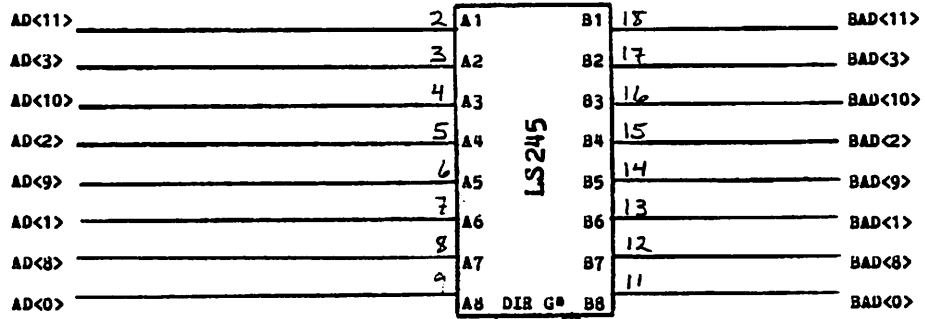 AD<11> 2 A1 B1 18 BAD<11>
AD<3> 3 A2 B2 17 BAD<3>
AD<10> 4 A3 B3 16 BAD<10>
AD<2> 5 A4 B4 15 BAD<2>
LS245
AD<9> 6 A5 B5 14 BAD<9>
AD<1> 7 A6 B6 13 BAD<1>
AD<8> 8 A7 B7 12 BAD<8>
AD<0> 9 A8 DIR G* B8 11 BAD<0>